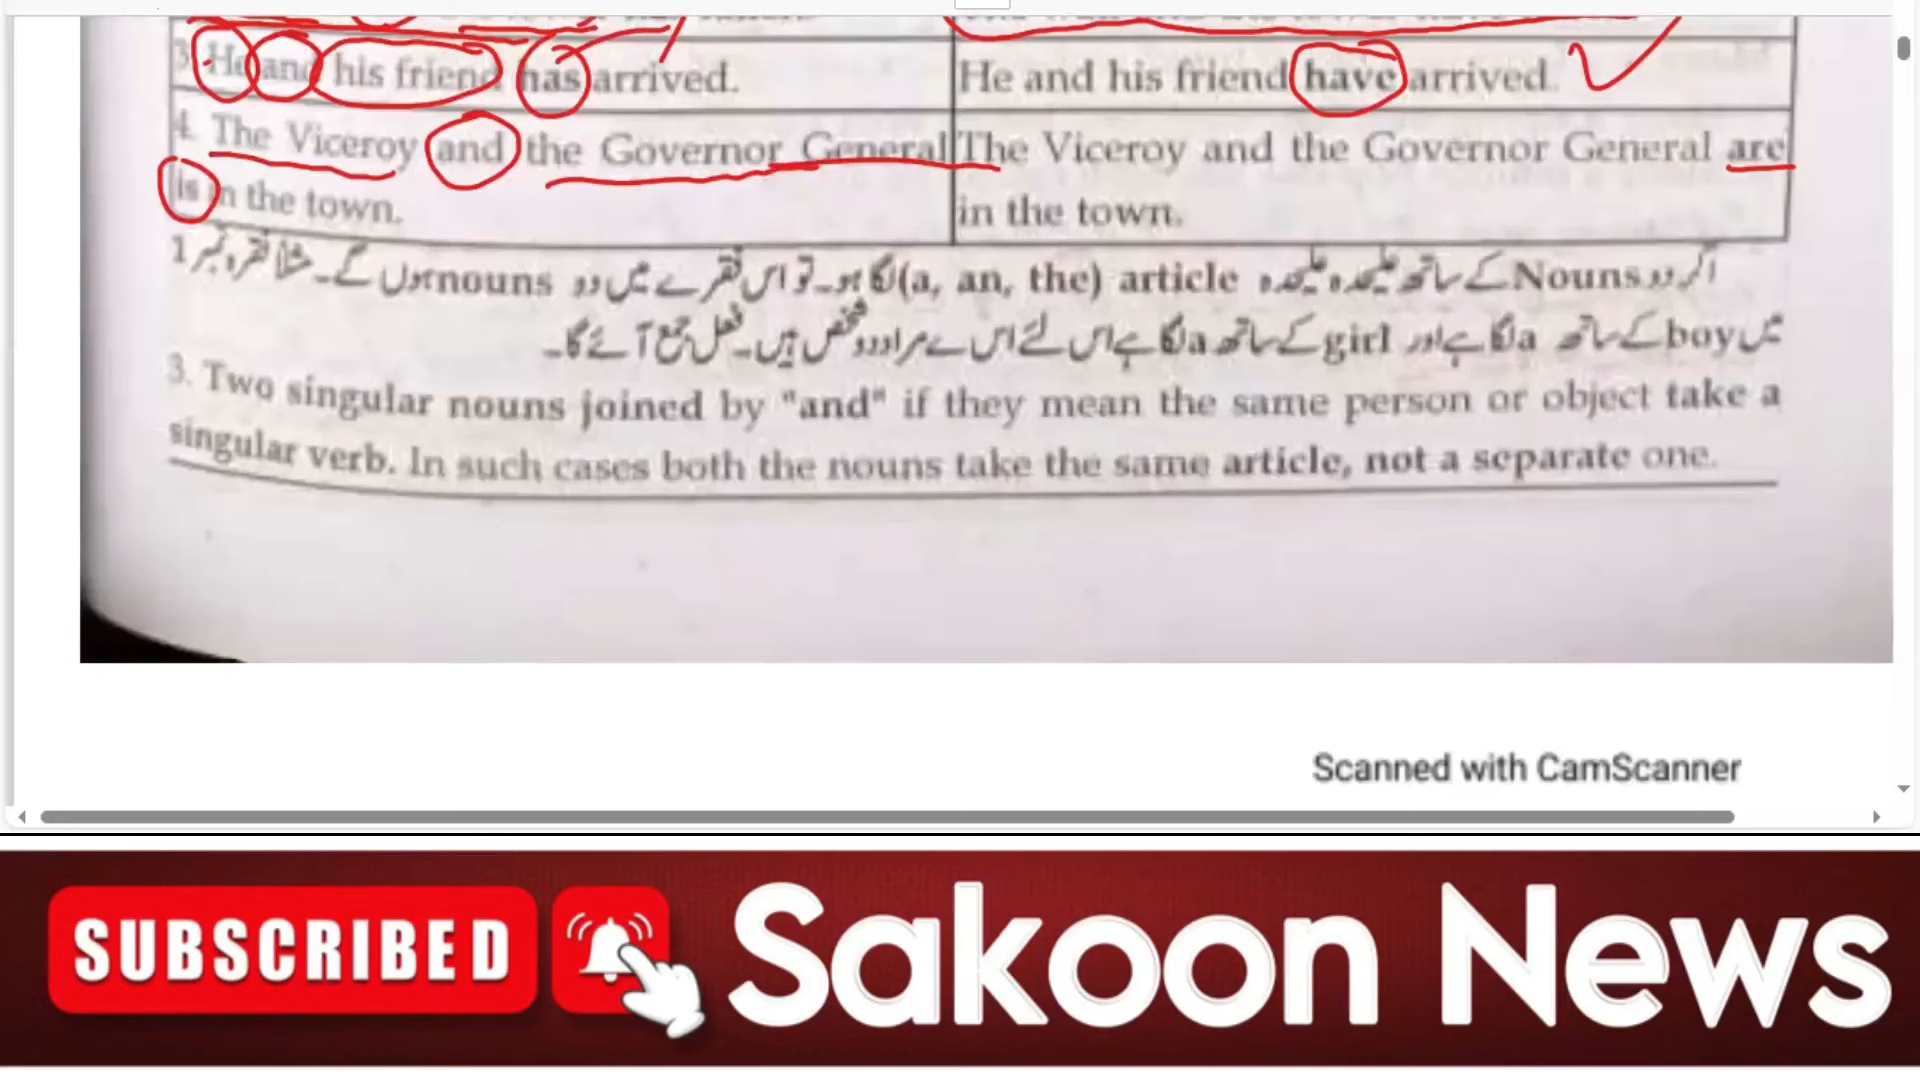 3. He and his friend has arrived.
He and his friend have arrived.
4. The Viceroy and the Governor General
is in the town.
The Viceroy and the Governor General are
in the town.
اگر دو Nouns کے ساتھ علیحدہ علیحدہ article (a, an, the) لگا ہو۔ تو اس فقرے میں دو nouns ہوں گے۔ مثلاً فقرہ نمبر 1
میں boy کے ساتھ a لگا ہے اور girl کے ساتھ a لگا ہے اس لئے اس سے مراد دو شخص ہیں۔ فعل جمع آئے گا۔
3. Two singular nouns joined by "and" if they mean the same person or object take a
singular verb. In such cases both the nouns take the same article, not a separate one.
Scanned with CamScanner
SUBSCRIBED
Sakoon News